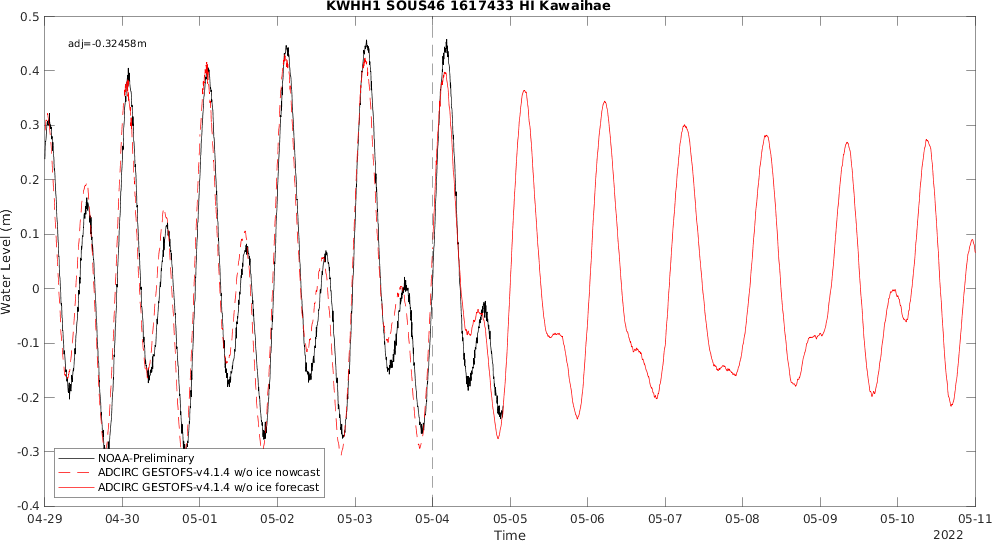 KWHH1 SOUS46 1617433 HI Kawaihae
adj=-0.32458m
0.5
0.4
0.3
0.2
0.1
0
-0.1
-0.2
-0.3
-0.4
Water Level (m)
NOAA-Preliminary
ADCIRC GESTOFS-v4.1.4 w/o ice nowcast
ADCIRC GESTOFS-v4.1.4 w/o ice forecast
04-29 04-30 05-01 05-02 05-03 05-04 05-05 05-06 05-07 05-08 05-09 05-10 05-11
Time
2022